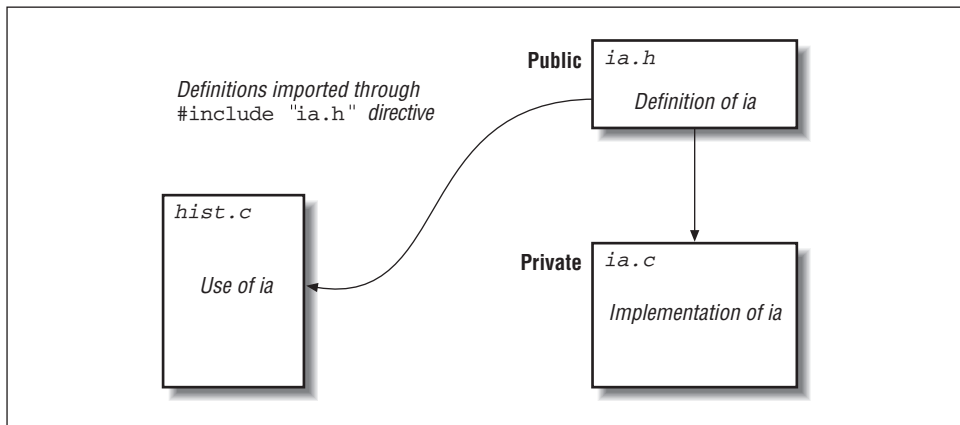 Public
ia.h
Definition of ia
Definitions imported through
#include "ia.h" directive
hist.c
Use of ia
Private
ia.c
Implementation of ia